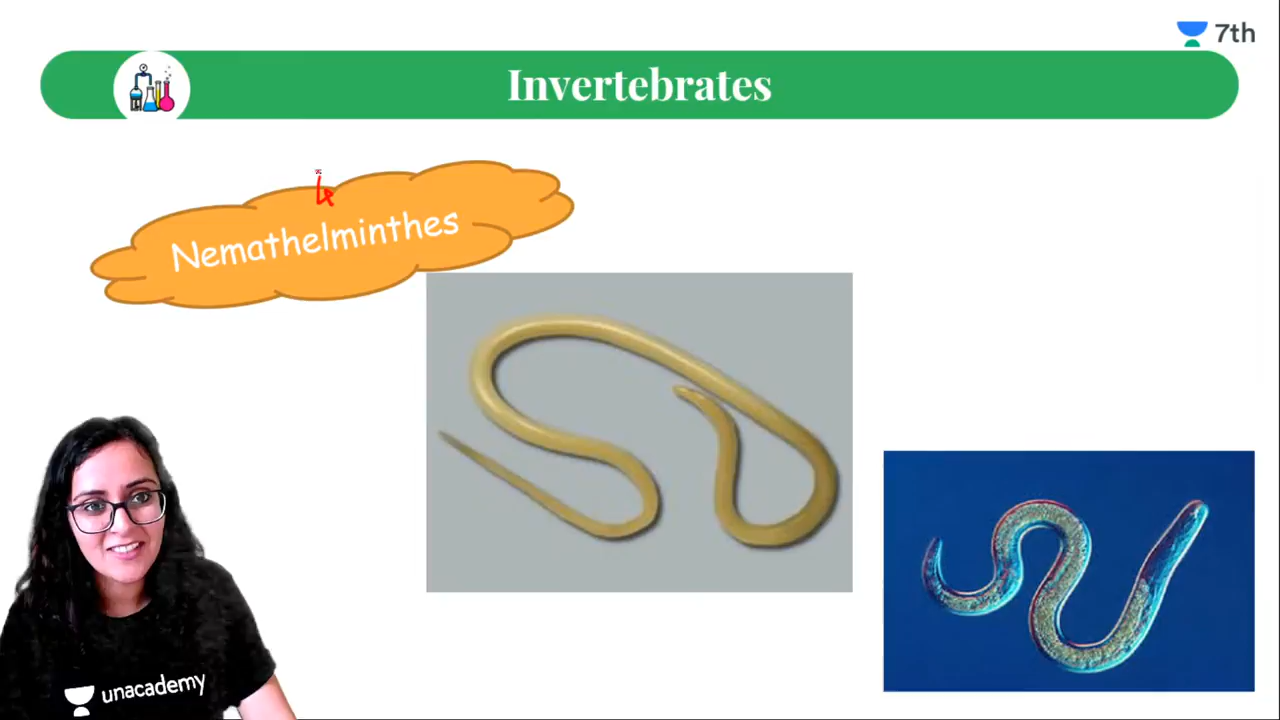 7th
Invertebrates
Nemathelminthes
unacademy